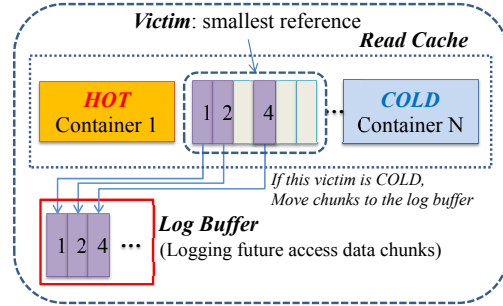 Victim: smallest reference
Read Cache
HOT
Container 1
1 2 4
...
COLD
Container N
If this victim is COLD,
Move chunks to the log buffer
1 2 4 ...
Log Buffer
(Logging future access data chunks)